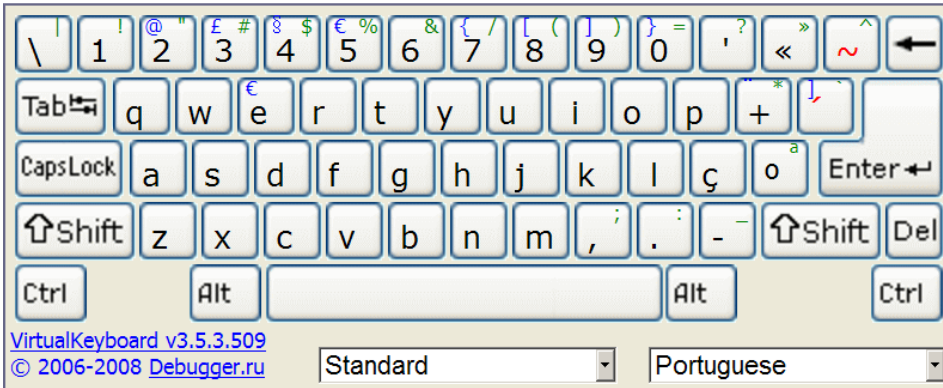 | ! @ " £ # § $ € % & { / [ ( ] ) } = ? » ^
\ 1 2 3 4 5 6 7 8 9 0 ' « ~
€ ¨ * ] `
Tab q w e r t y u i o p + ´
ª
CapsLock a s d f g h j k l ç º Enter
; : _
Shift z x c v b n m , . - Shift Del
Ctrl Alt Alt Ctrl
VirtualKeyboard v3.5.3.509
© 2006-2008 Debugger.ru
Standard Portuguese